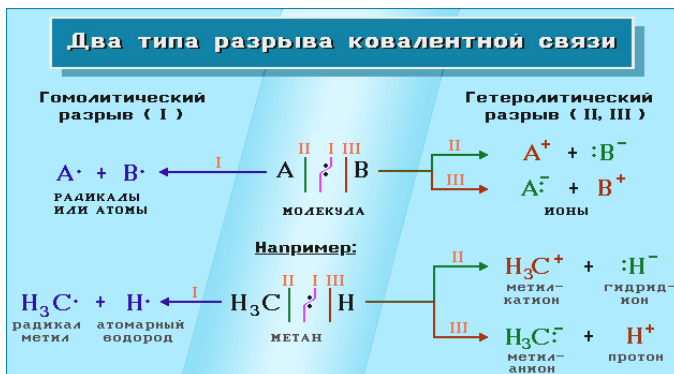 Два типа разрыва ковалентной связи
Гомолитический
разрыв ( I )
Гетеролитический
разрыв ( II, III )
II I III
A : B
I
A· + B·
РАДИКАЛЫ
ИЛИ АТОМЫ
МОЛЕКУЛА
II
A⁺ + :B⁻
III
A:⁻ + B⁺
ИОНЫ
Например:
II I III
H₃C : H
I
H₃C· + H·
радикал атомарный
метил водород
МЕТАН
II
H₃C⁺ + :H⁻
метил- гидрид-
катион ион
III
H₃C:⁻ + H⁺
метил- протон
анион